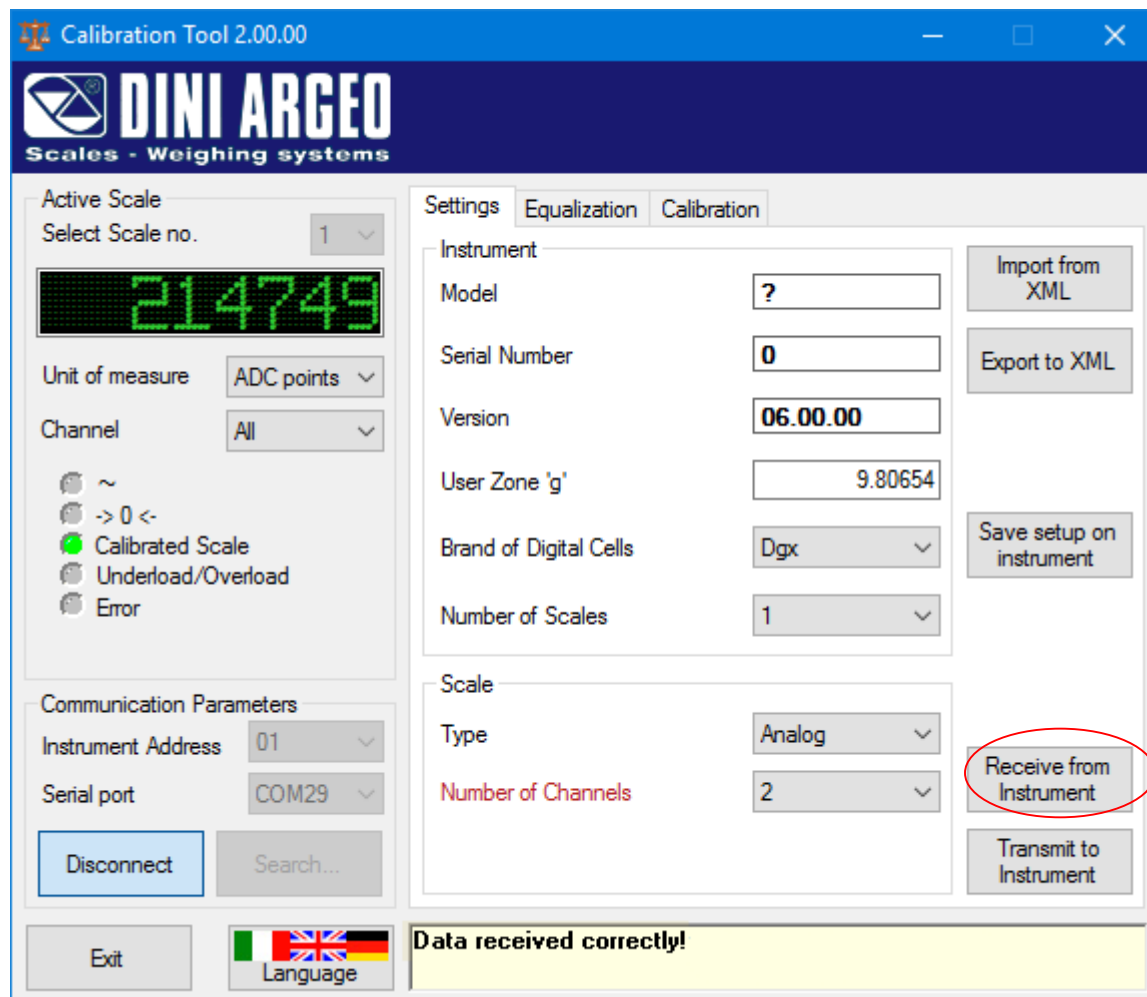 Calibration Tool 2.00.00
DINI ARGEO
Scales - Weighing systems
Active Scale
Select Scale no.
1
214749
Unit of measure
ADC points
Channel
All
~
-> 0 <-
Calibrated Scale
Underload/Overload
Error
Communication Parameters
Instrument Address
01
Serial port
COM29
Disconnect
Search...
Exit
Language
Settings
Equalization
Calibration
Instrument
Model
?
Serial Number
0
Version
06.00.00
User Zone 'g'
9.80654
Brand of Digital Cells
Dgx
Number of Scales
1
Scale
Type
Analog
Number of Channels
2
Import from
XML
Export to XML
Save setup on
instrument
Receive from
Instrument
Transmit to
Instrument
Data received correctly!